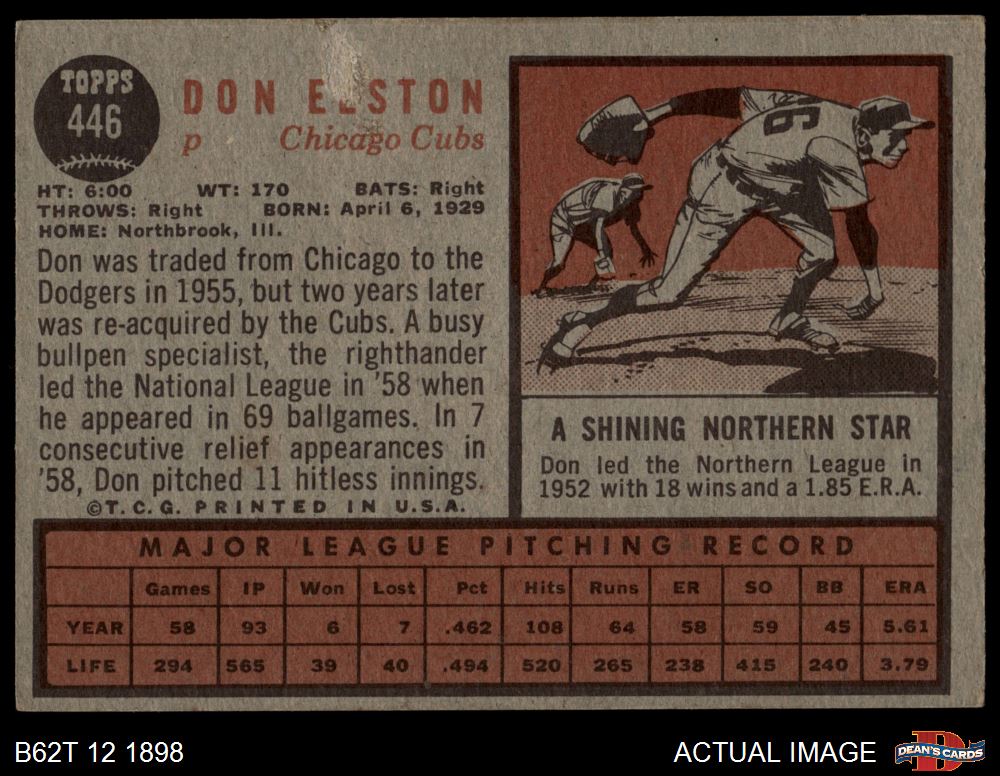 TOPPS
446
DON ELSTON
p Chicago Cubs
HT: 6:00 WT: 170 BATS: Right
THROWS: Right BORN: April 6, 1929
HOME: Northbrook, Ill.
Don was traded from Chicago to the
Dodgers in 1955, but two years later
was re-acquired by the Cubs. A busy
bullpen specialist, the righthander
led the National League in '58 when
he appeared in 69 ballgames. In 7
consecutive relief appearances in
'58, Don pitched 11 hitless innings.
©T.C.G. PRINTED IN U.S.A.
36
A SHINING NORTHERN STAR
Don led the Northern League in
1952 with 18 wins and a 1.85 E.R.A.
MAJOR LEAGUE PITCHING RECORD
Games IP Won Lost Pct Hits Runs ER SO BB ERA
YEAR 58 93 6 7 .462 108 64 58 59 45 5.61
LIFE 294 565 39 40 .494 520 265 238 415 240 3.79
B62T 12 1898
ACTUAL IMAGE
DEAN'S CARDS